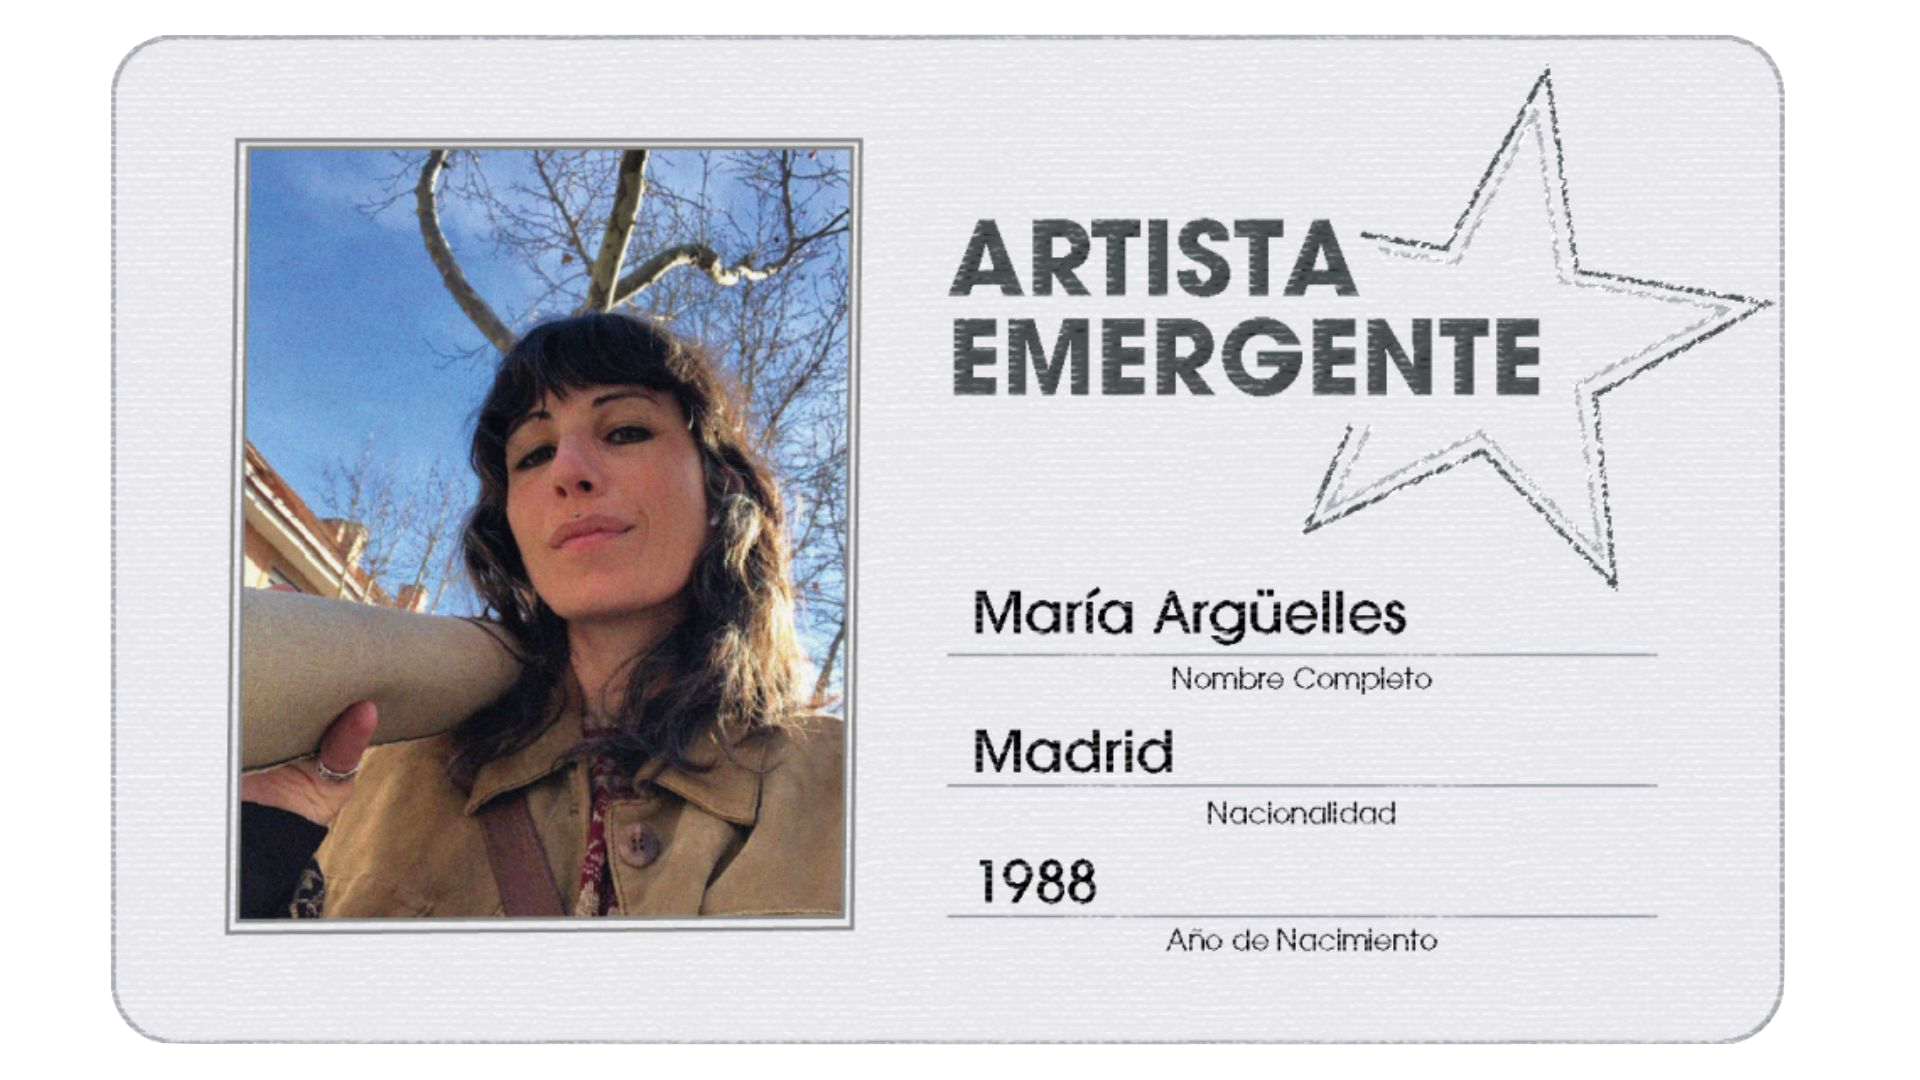 ARTISTA
EMERGENTE
María Argüelles
Nombre Completo
Madrid
Nacionalidad
1988
Año de Nacimiento